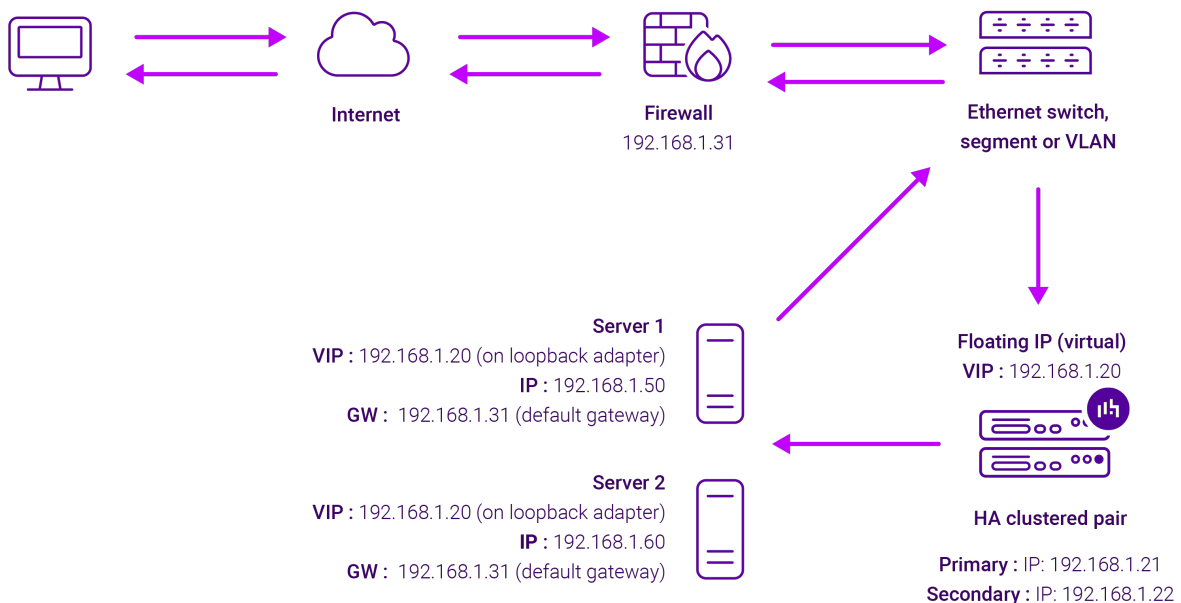 Internet
Firewall
192.168.1.31
Ethernet switch,
segment or VLAN
Server 1
VIP : 192.168.1.20 (on loopback adapter)
IP : 192.168.1.50
GW : 192.168.1.31 (default gateway)
Server 2
VIP : 192.168.1.20 (on loopback adapter)
IP : 192.168.1.60
GW : 192.168.1.31 (default gateway)
Floating IP (virtual)
VIP : 192.168.1.20
HA clustered pair
Primary : IP: 192.168.1.21
Secondary : IP: 192.168.1.22